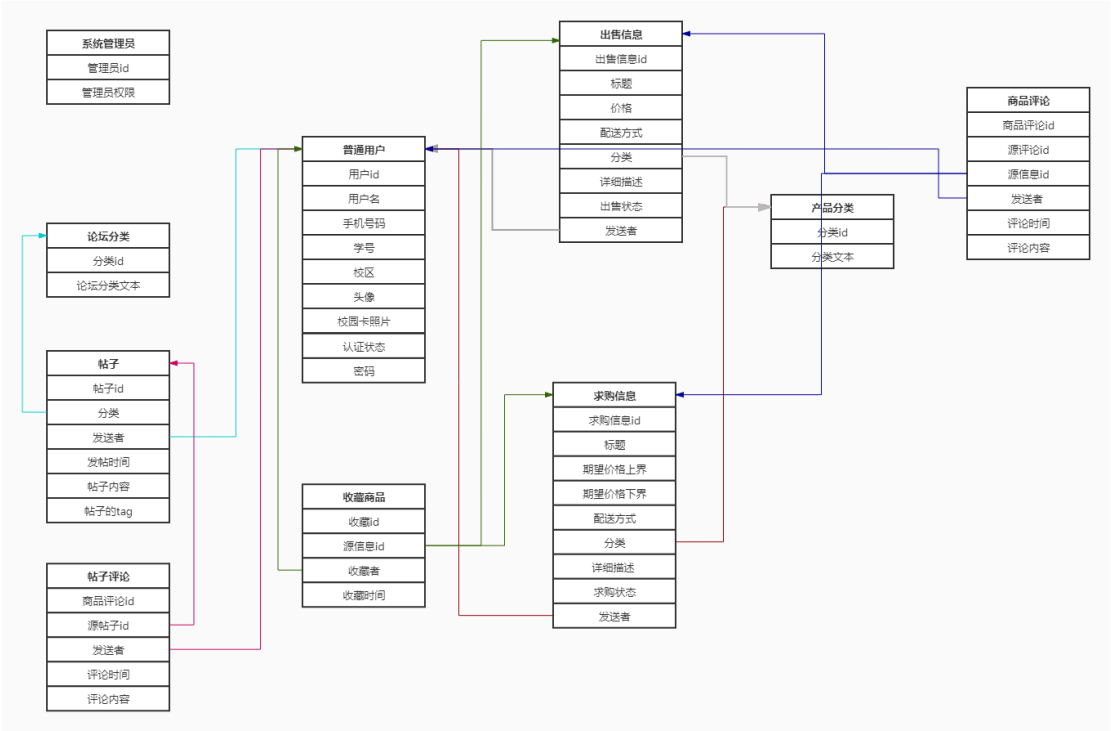 系统管理员
管理员id
管理员权限
论坛分类
分类id
论坛分类文本
帖子
帖子id
分类
发送者
发帖时间
帖子内容
帖子的tag
帖子评论
商品评论id
源帖子id
发送者
评论时间
评论内容
普通用户
用户id
用户名
手机号码
学号
校区
头像
校园卡照片
认证状态
密码
收藏商品
收藏id
源信息id
收藏者
收藏时间
出售信息
出售信息id
标题
价格
配送方式
分类
详细描述
出售状态
发送者
求购信息
求购信息id
标题
期望价格上界
期望价格下界
配送方式
分类
详细描述
求购状态
发送者
产品分类
分类id
分类文本
商品评论
商品评论id
源评论id
源信息id
发送者
评论时间
评论内容